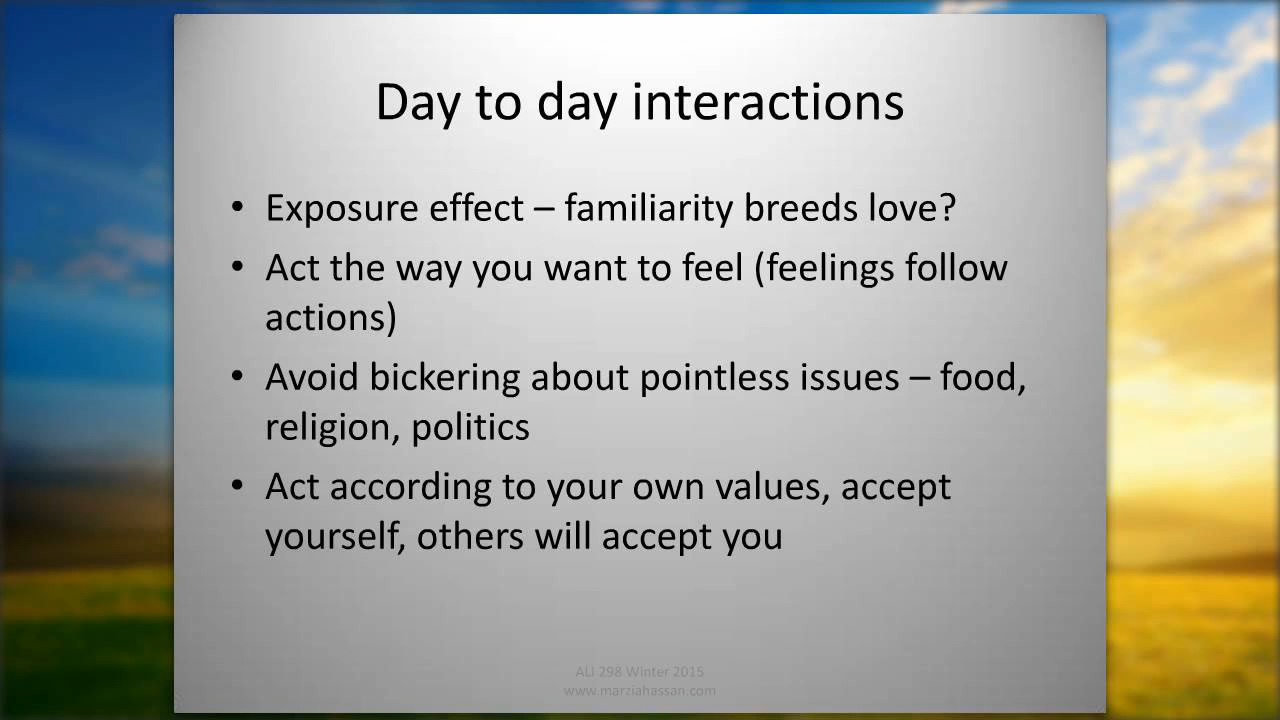 Day to day interactions
• Exposure effect – familiarity breeds love?
• Act the way you want to feel (feelings follow
actions)
• Avoid bickering about pointless issues – food,
religion, politics
• Act according to your own values, accept
yourself, others will accept you
ALI 298 Winter 2015
www.marziahassan.com